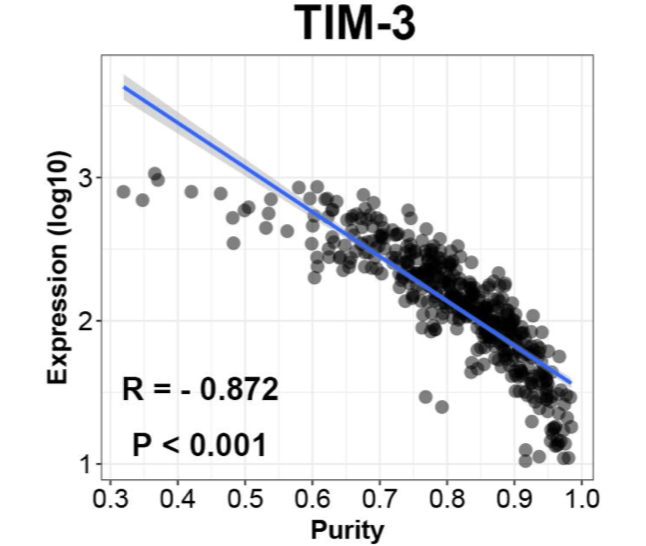 TIM-3
Expression (log10)
3
2
1
R = - 0.872
P < 0.001
0.3 0.4 0.5 0.6 0.7 0.8 0.9 1.0
Purity